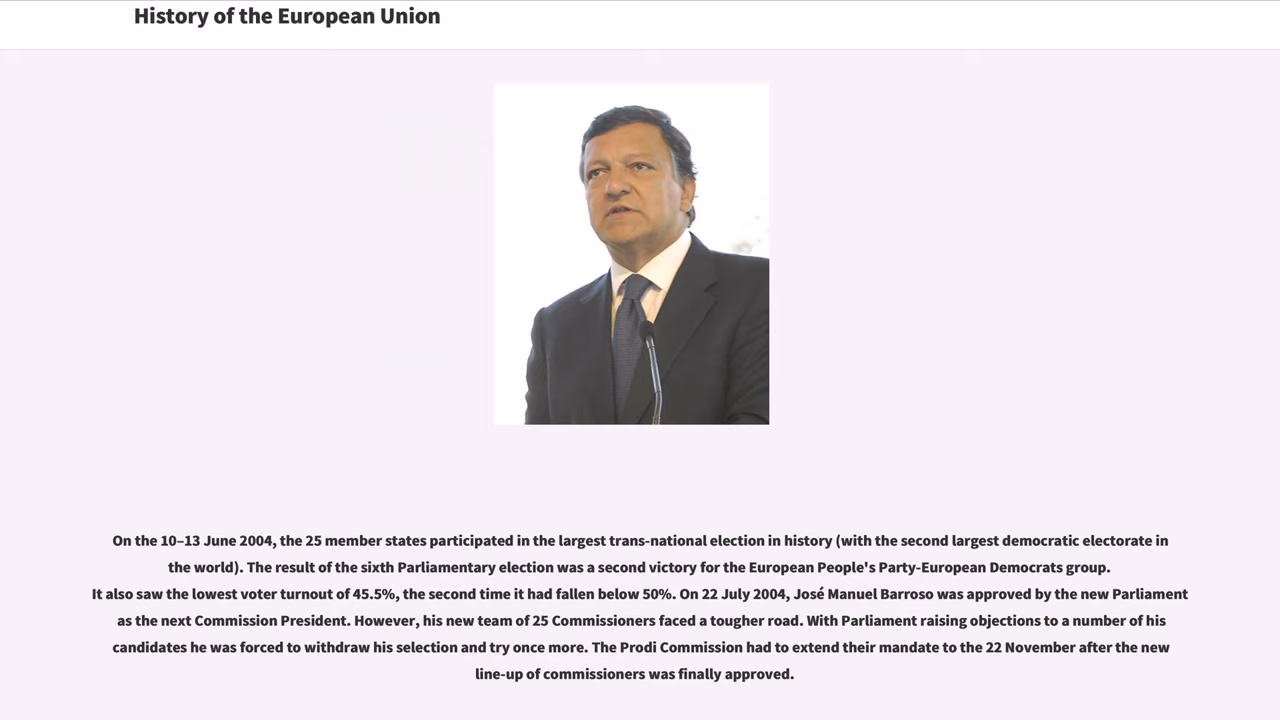 History of the European Union
On the 10–13 June 2004, the 25 member states participated in the largest trans-national election in history (with the second largest democratic electorate in
the world). The result of the sixth Parliamentary election was a second victory for the European People's Party-European Democrats group.
It also saw the lowest voter turnout of 45.5%, the second time it had fallen below 50%. On 22 July 2004, José Manuel Barroso was approved by the new Parliament
as the next Commission President. However, his new team of 25 Commissioners faced a tougher road. With Parliament raising objections to a number of his
candidates he was forced to withdraw his selection and try once more. The Prodi Commission had to extend their mandate to the 22 November after the new
line-up of commissioners was finally approved.